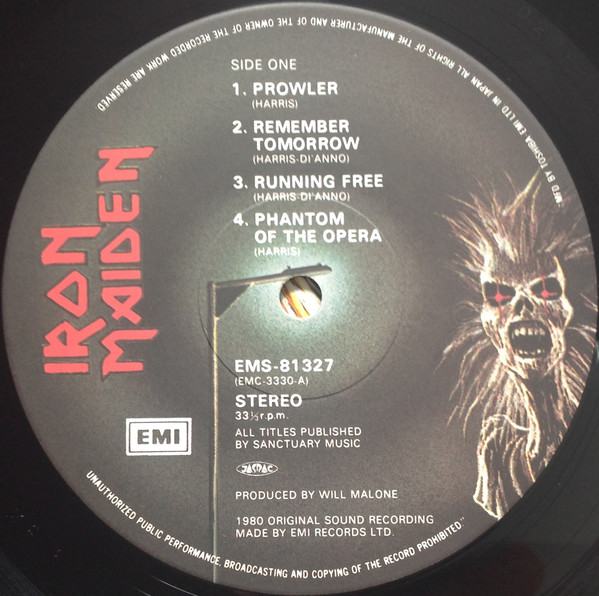 MFD BY TOSHIBA EMI LTD IN JAPAN ALL RIGHTS OF THE MANUFACTURER AND OF THE OWNER OF THE RECORDED WORK ARE RESERVED
SIDE ONE
1. PROWLER
(HARRIS)
2. REMEMBER
TOMORROW
(HARRIS-DI'ANNO)
3. RUNNING FREE
(HARRIS-DI'ANNO)
4. PHANTOM
OF THE OPERA
(HARRIS)
IRON
MAIDEN
EMS-81327
(EMC-3330-A)
STEREO
33⅓r.p.m.
EMI
ALL TITLES PUBLISHED
BY SANCTUARY MUSIC
JASRAC
PRODUCED BY WILL MALONE
1980 ORIGINAL SOUND RECORDING
MADE BY EMI RECORDS LTD.
UNAUTHORIZED PUBLIC PERFORMANCE, BROADCASTING AND COPYING OF THE RECORD PROHIBITED"